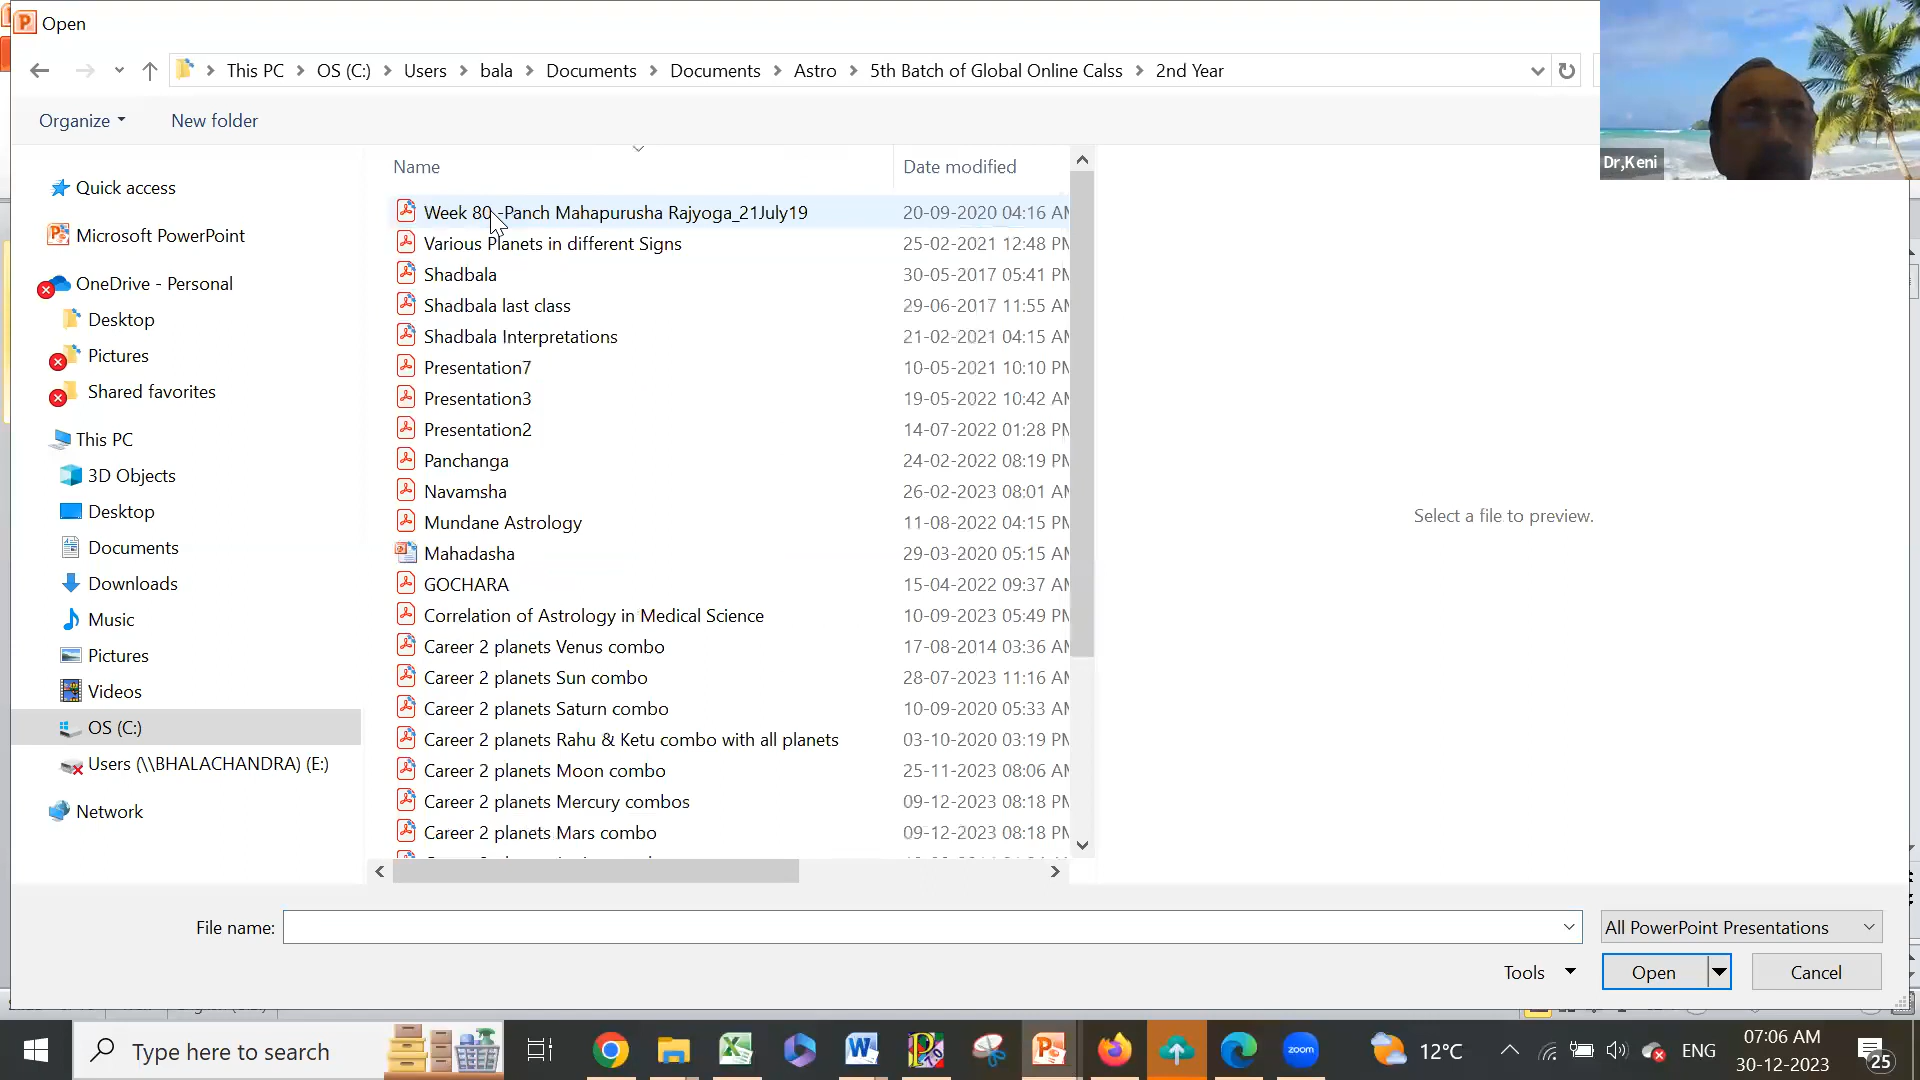 Open
This PC > OS (C:) > Users > bala > Documents > Documents > Astro > 5th Batch of Global Online Calss > 2nd Year
Dr,Keni
Organize
New folder
Name
Date modified
Quick access
Microsoft PowerPoint
OneDrive - Personal
Desktop
Pictures
Shared favorites
This PC
3D Objects
Desktop
Documents
Downloads
Music
Pictures
Videos
OS (C:)
Users (\\BHALACHANDRA) (E:)
Network
Week 80 -Panch Mahapurusha Rajyoga_21July19 20-09-2020 04:16 AM
Various Planets in different Signs 25-02-2021 12:48 PM
Shadbala 30-05-2017 05:41 PM
Shadbala last class 29-06-2017 11:55 AM
Shadbala Interpretations 21-02-2021 04:15 AM
Presentation7 10-05-2021 10:10 PM
Presentation3 19-05-2022 10:42 AM
Presentation2 14-07-2022 01:28 PM
Panchanga 24-02-2022 08:19 PM
Navamsha 26-02-2023 08:01 AM
Mundane Astrology 11-08-2022 04:15 PM
Mahadasha 29-03-2020 05:15 AM
GOCHARA 15-04-2022 09:37 AM
Correlation of Astrology in Medical Science 10-09-2023 05:49 PM
Career 2 planets Venus combo 17-08-2014 03:36 AM
Career 2 planets Sun combo 28-07-2023 11:16 AM
Career 2 planets Saturn combo 10-09-2020 05:33 AM
Career 2 planets Rahu & Ketu combo with all planets 03-10-2020 03:19 PM
Career 2 planets Moon combo 25-11-2023 08:06 AM
Career 2 planets Mercury combos 09-12-2023 08:18 PM
Career 2 planets Mars combo 09-12-2023 08:18 PM
Select a file to preview.
File name:
All PowerPoint Presentations
Tools
Open
Cancel
Type here to search
zoom
12°C
ENG
07:06 AM
30-12-2023
25